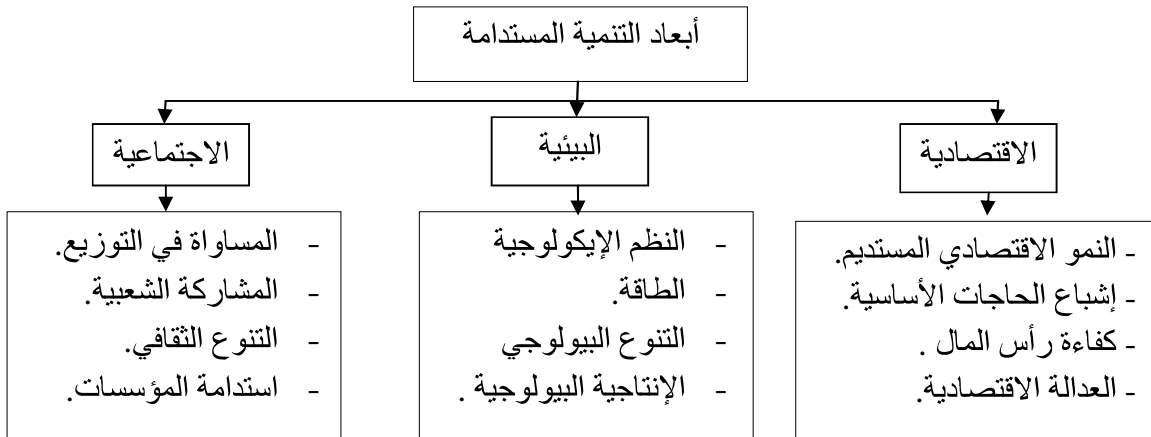 أبعاد التنمية المستدامة
الاقتصادية
البيئية
الاجتماعية
- النمو الاقتصادي المستديم.
- إشباع الحاجات الأساسية.
- كفاءة رأس المال .
- العدالة الاقتصادية.
- النظم الإيكولوجية
- الطاقة.
- التنوع البيولوجي
- الإنتاجية البيولوجية .
- المساواة في التوزيع.
- المشاركة الشعبية.
- التنوع الثقافي.
- استدامة المؤسسات.